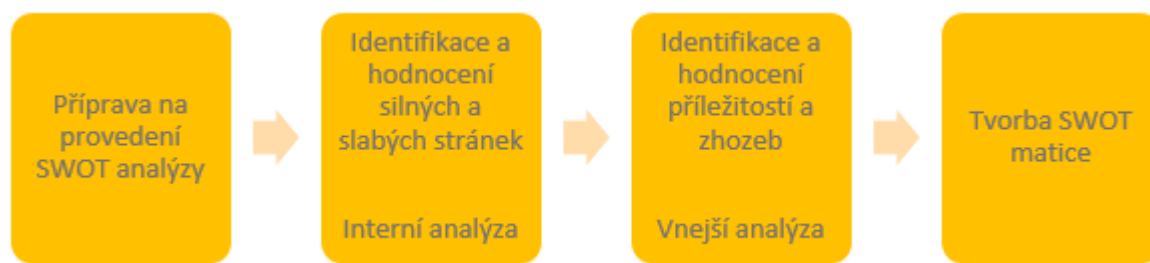 Příprava na
provedení
SWOT analýzy
Identifikace a
hodnocení
silných a
slabých stránek
Interní analýza
Identifikace a
hodnocení
příležitostí a
zhozeb
Vnejší analýza
Tvorba SWOT
matice